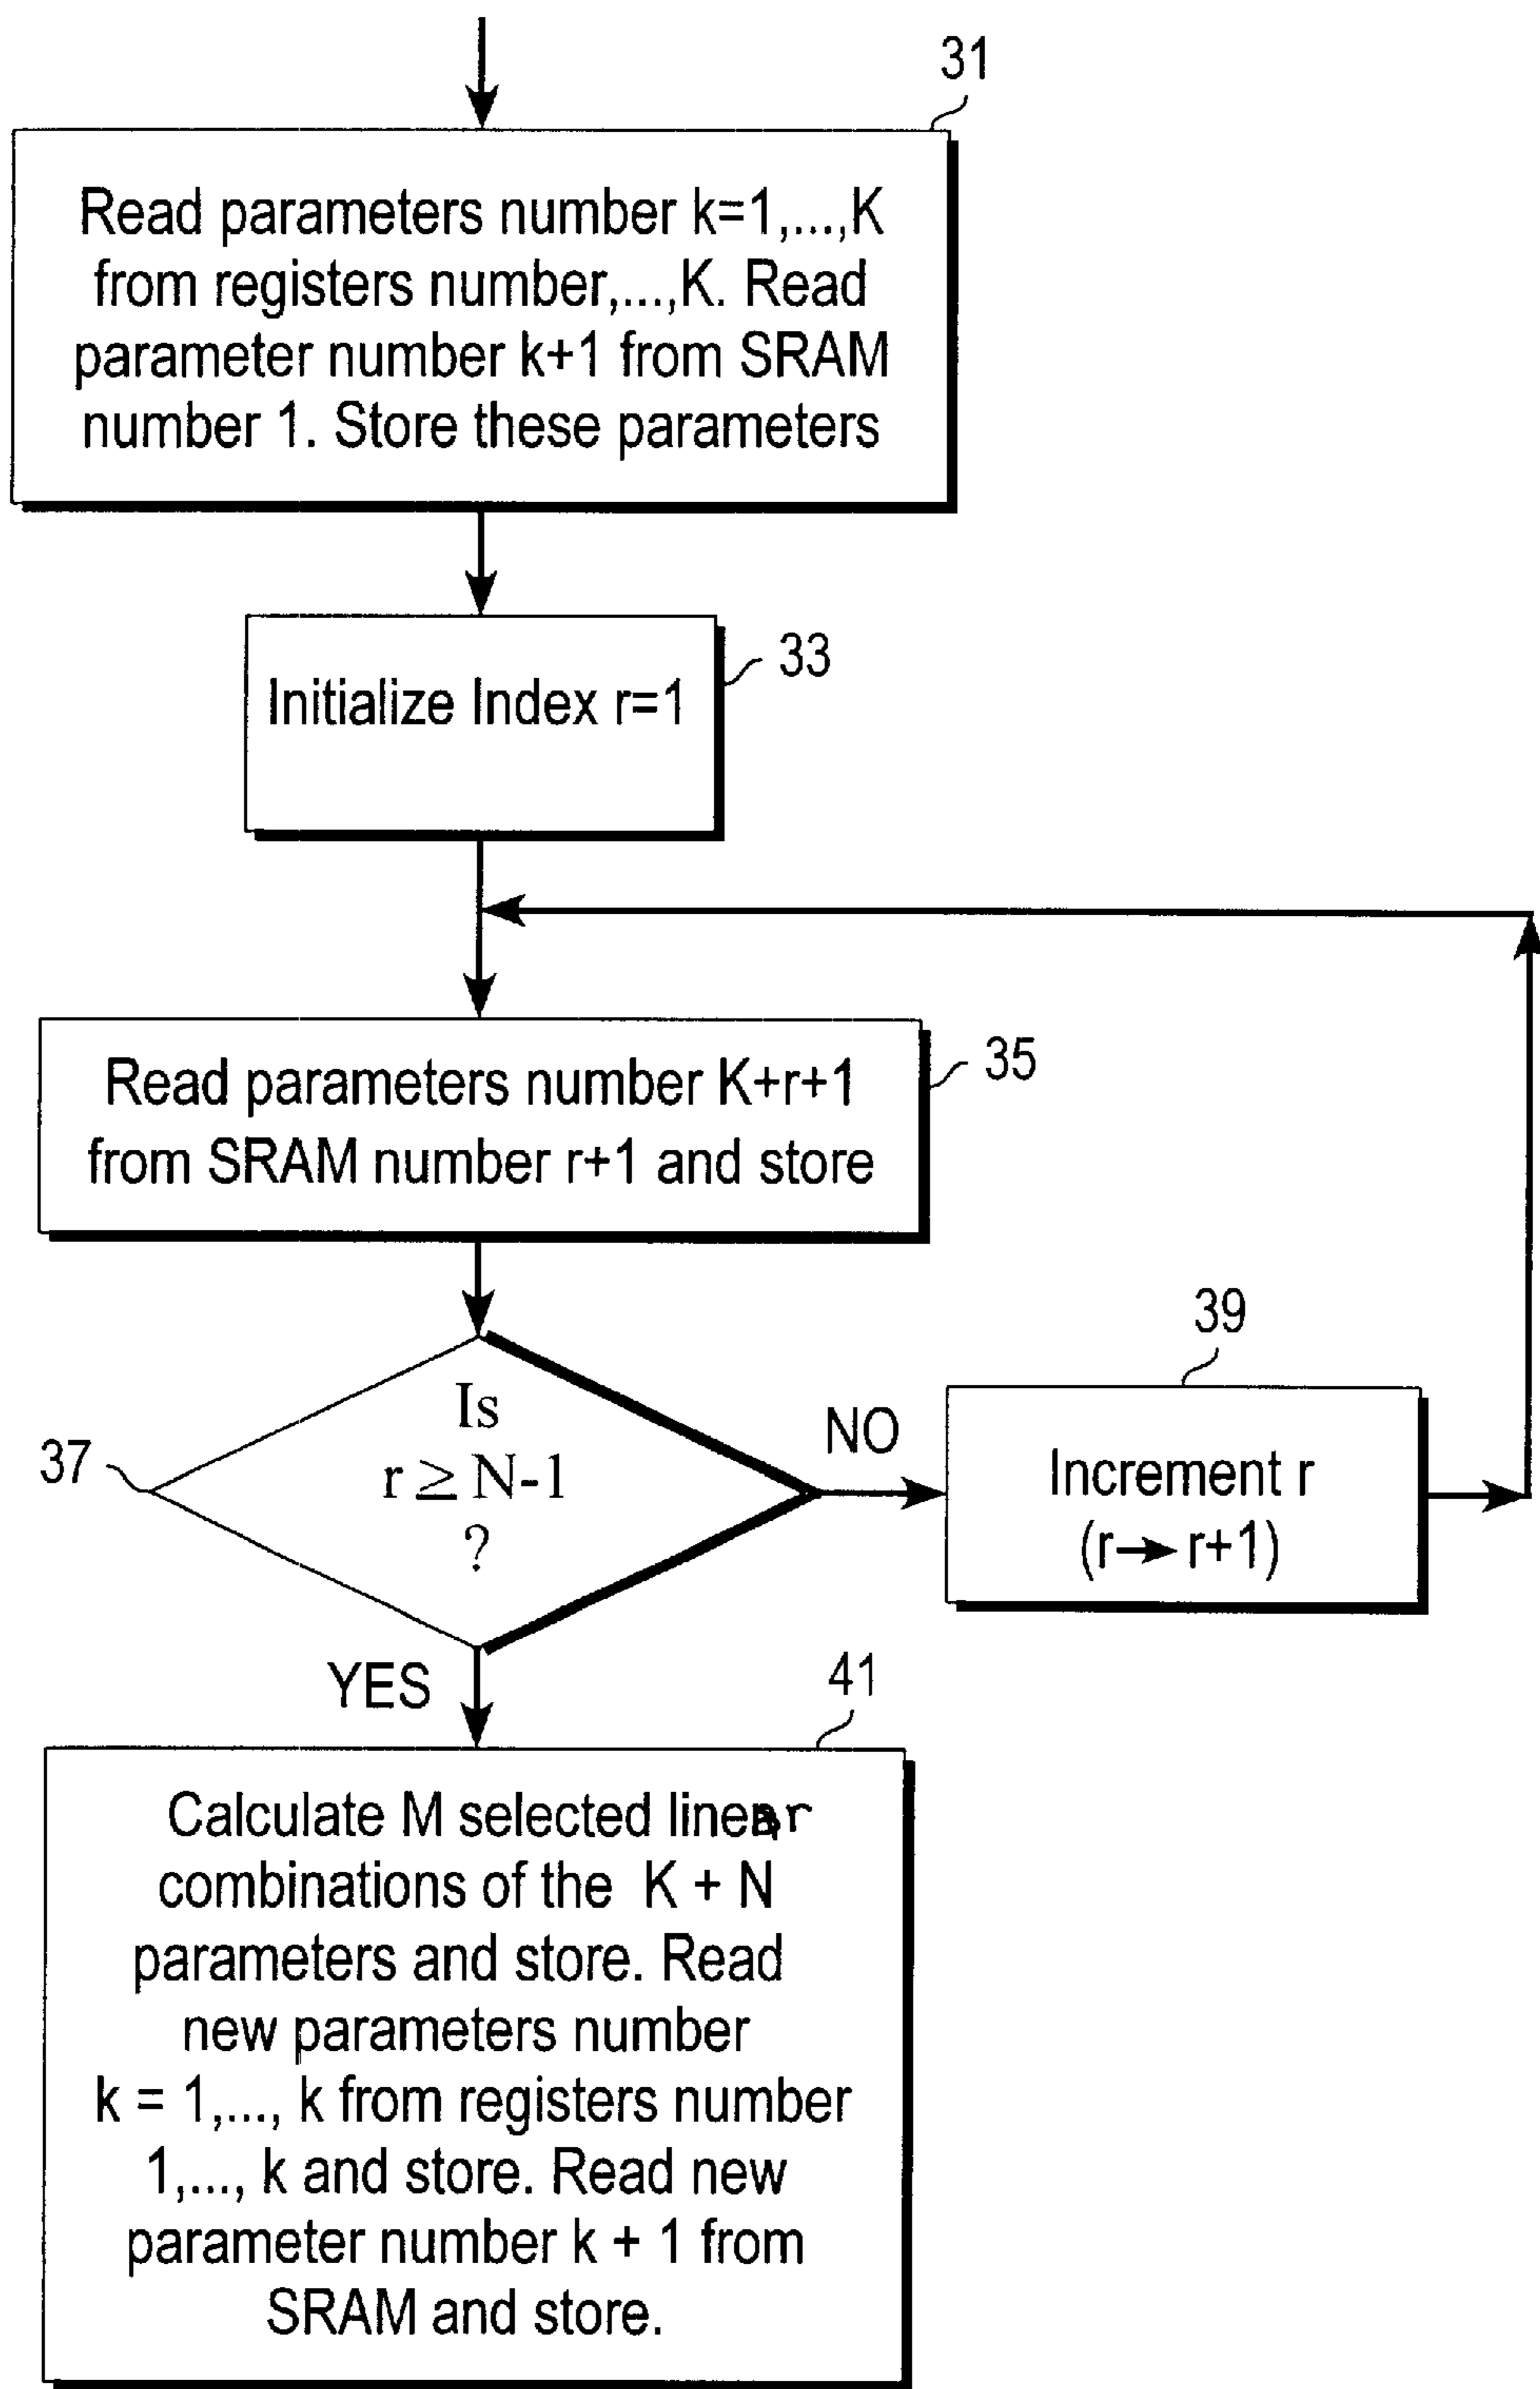 31
Read parameters number k=1,...,K
from registers number,...,K. Read
parameter number k+1 from SRAM
number 1. Store these parameters
33
Initialize Index r=1
35
Read parameters number K+r+1
from SRAM number r+1 and store
37
Is
r ≥ N-1
?
NO
39
Increment r
(r→ r+1)
YES
41
Calculate M selected linear
combinations of the K + N
parameters and store. Read
new parameters number
k = 1,..., k from registers number
1,..., k and store. Read new
parameter number k + 1 from
SRAM and store.